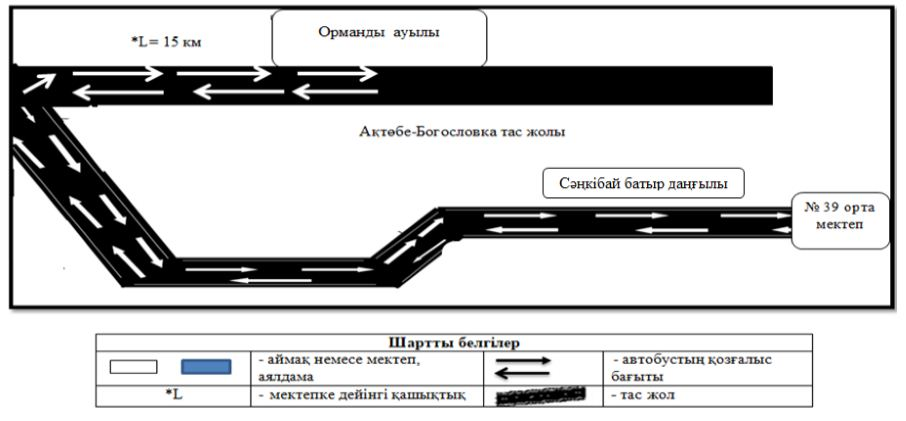 *L= 15 км
Орманды ауылы
Ақтөбе-Богословка тас жолы
Сәңкібай батыр даңғылы
№ 39 орта
мектеп
Шартты белгілер
- аймақ немесе мектеп,
аялдама
- автобустың қозғалыс
бағыты
*L
- мектепке дейінгі қашықтық
- тас жол